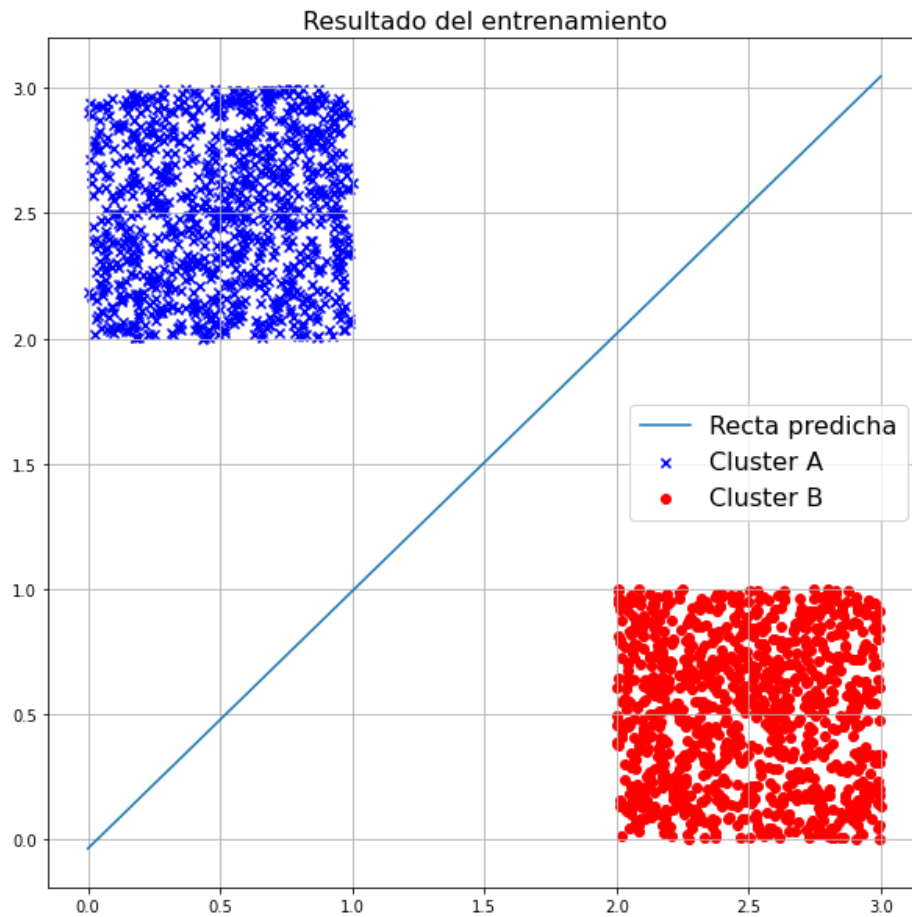 Resultado del entrenamiento
3.0
2.5
2.0
1.5
1.0
0.5
0.0
Recta predicha
Cluster A
Cluster B
0.0 0.5 1.0 1.5 2.0 2.5 3.0